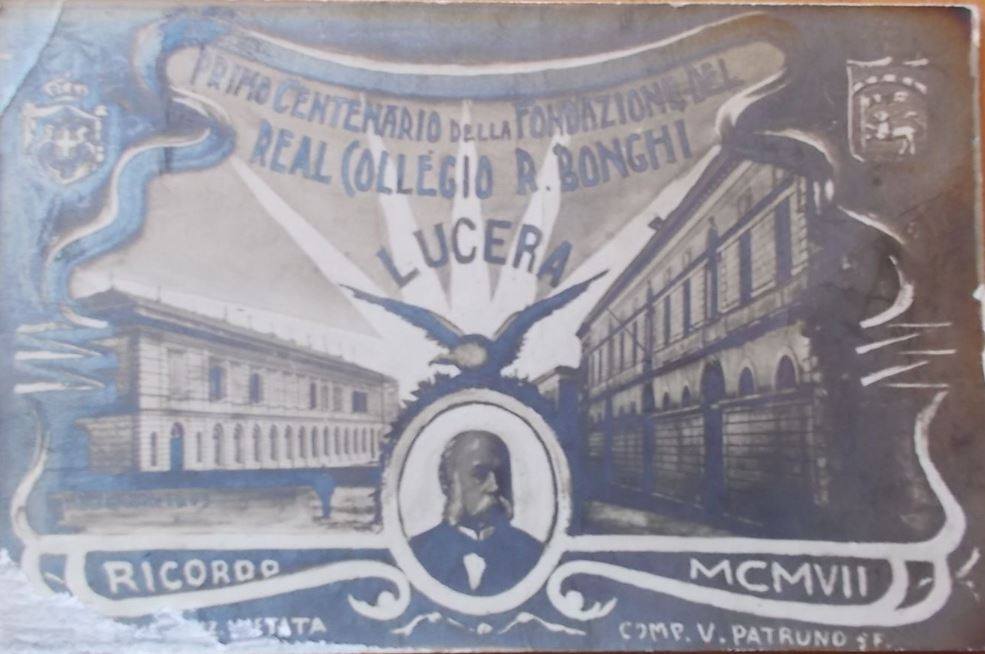 PRIMO CENTENARIO DELLA FONDAZIONE DEL
REAL COLLEGIO R. BONGHI
LUCERA
RICORDO
MCMVII
COMP. V. PATRUNO